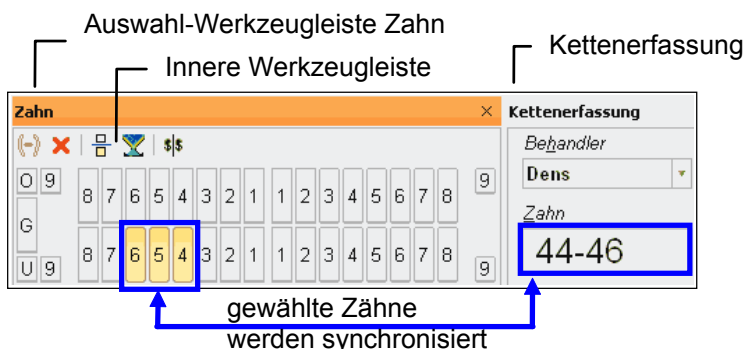 Auswahl-Werkzeugleiste Zahn
Kettenerfassung
Innere Werkzeugleiste
Zahn × Kettenerfassung
(-) × $|$ Behandler
Dens
O 9 8 7 6 5 4 3 2 1 1 2 3 4 5 6 7 8 9
Zahn
G
44-46
U 9 8 7 6 5 4 3 2 1 1 2 3 4 5 6 7 8 9
gewählte Zähne
werden synchronisiert